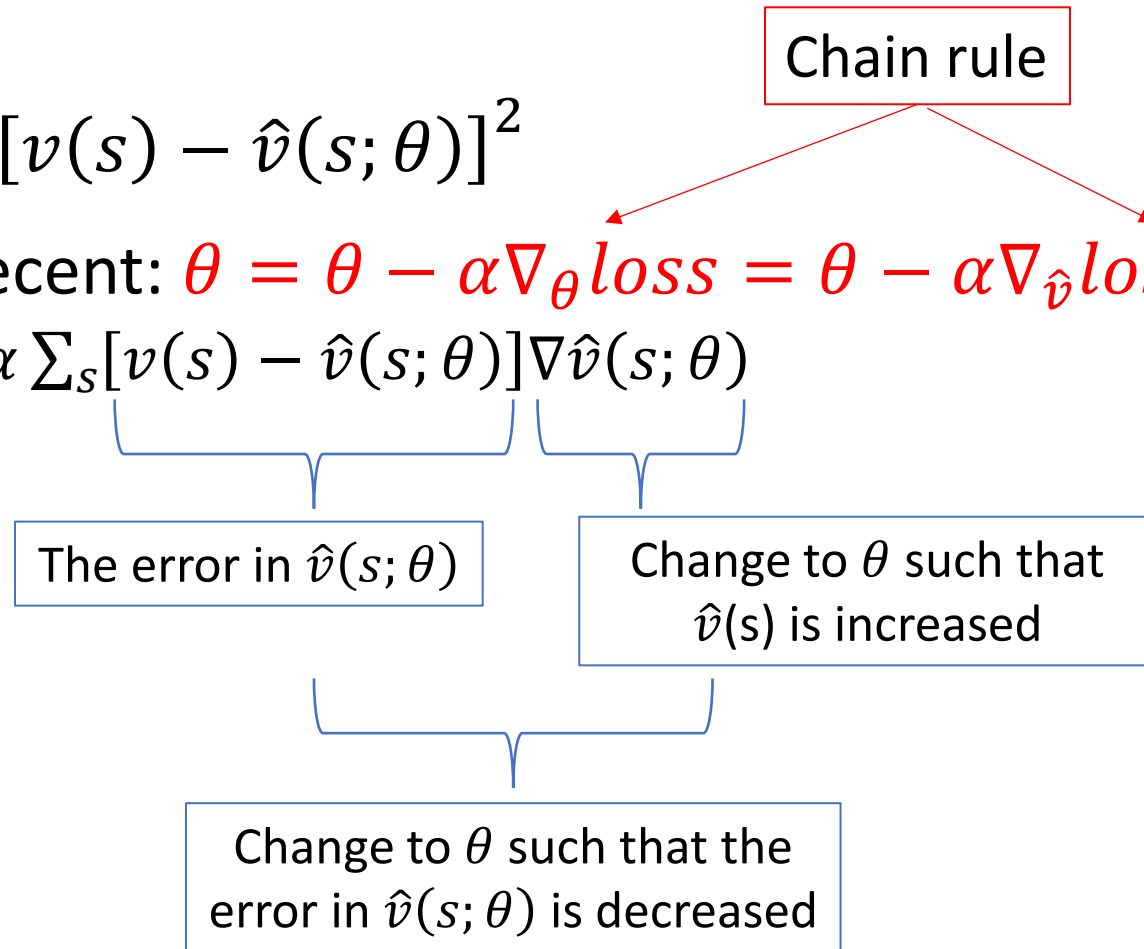 Chain rule
[v(s) − v̂(s; θ)]²
ecent: θ = θ − α∇_θ loss = θ − α∇_v̂ los
α ∑_s[v(s) − v̂(s; θ)]∇v̂(s; θ)
The error in v̂(s; θ)
Change to θ such that
v̂(s) is increased
Change to θ such that the
error in v̂(s; θ) is decreased